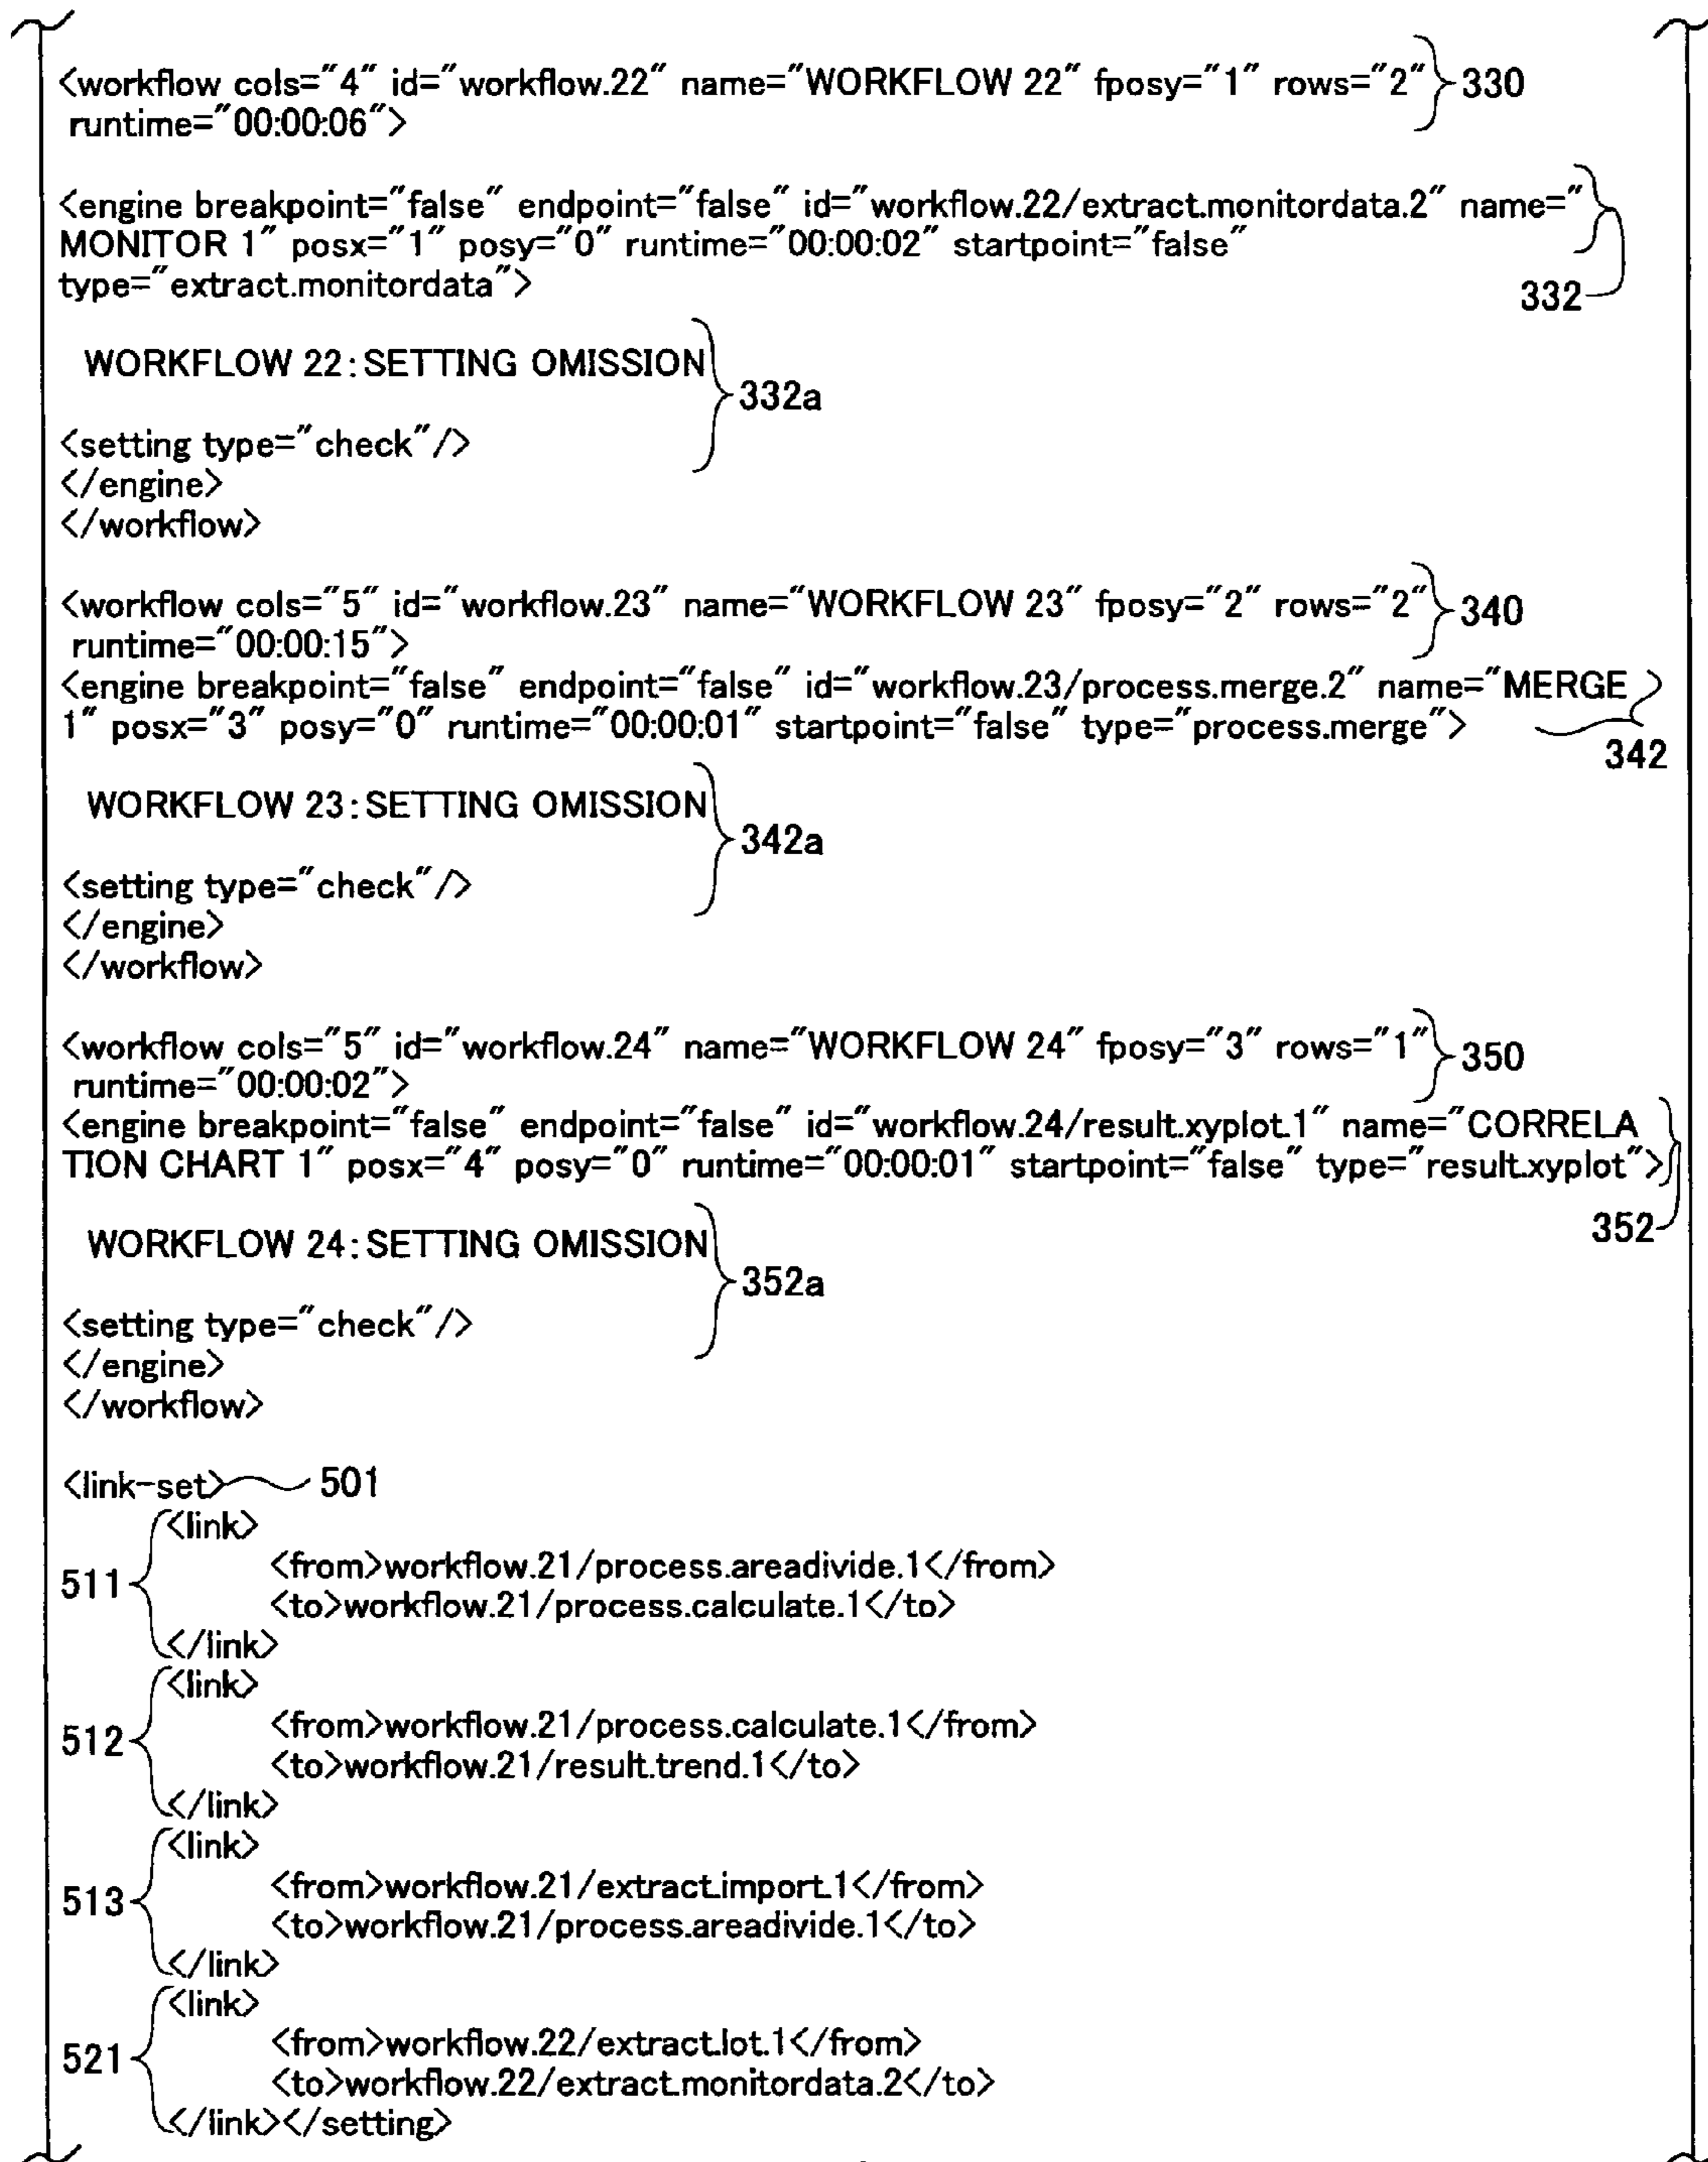 <workflow cols="4" id="workflow.22" name="WORKFLOW 22" fposy="1" rows="2" 330
runtime="00:00:06">
<engine breakpoint="false" endpoint="false" id="workflow.22/extract.monitordata.2" name="
MONITOR 1" posx="1" posy="0" runtime="00:00:02" startpoint="false"
type="extract.monitordata">
332
WORKFLOW 22:SETTING OMISSION
332a
<setting type="check"/>
</engine>
</workflow>
<workflow cols="5" id="workflow.23" name="WORKFLOW 23" fposy="2" rows="2" 340
runtime="00:00:15">
<engine breakpoint="false" endpoint="false" id="workflow.23/process.merge.2" name="MERGE
1" posx="3" posy="0" runtime="00:00:01" startpoint="false" type="process.merge">
342
WORKFLOW 23:SETTING OMISSION
342a
<setting type="check"/>
</engine>
</workflow>
<workflow cols="5" id="workflow.24" name="WORKFLOW 24" fposy="3" rows="1" 350
runtime="00:00:02">
<engine breakpoint="false" endpoint="false" id="workflow.24/result.xyplot.1" name="CORRELA
TION CHART 1" posx="4" posy="0" runtime="00:00:01" startpoint="false" type="result.xyplot">
352
WORKFLOW 24:SETTING OMISSION
352a
<setting type="check"/>
</engine>
</workflow>
<link-set> 501
<link>
<from>workflow.21/process.areadivide.1</from>
511
<to>workflow.21/process.calculate.1</to>
</link>
<link>
<from>workflow.21/process.calculate.1</from>
512
<to>workflow.21/result.trend.1</to>
</link>
<link>
<from>workflow.21/extract.import.1</from>
513
<to>workflow.21/process.areadivide.1</to>
</link>
<link>
<from>workflow.22/extract.lot.1</from>
521
<to>workflow.22/extract.monitordata.2</to>
</link></setting>